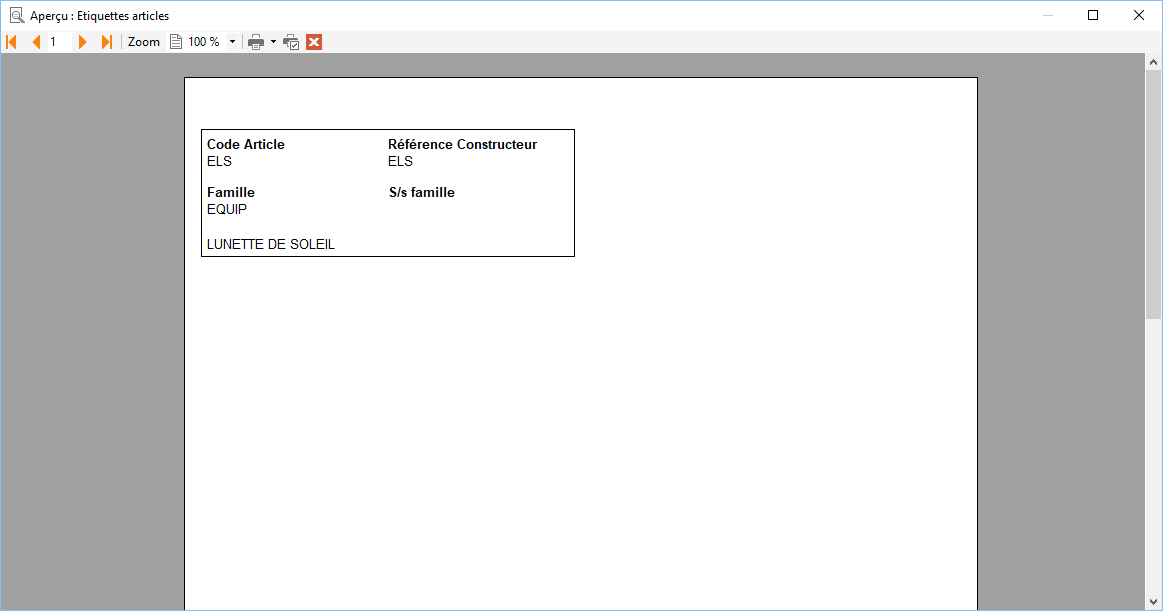 Aperçu : Etiquettes articles
1 Zoom 100 %
Code Article Référence Constructeur
ELS ELS
Famille S/s famille
EQUIP
LUNETTE DE SOLEIL